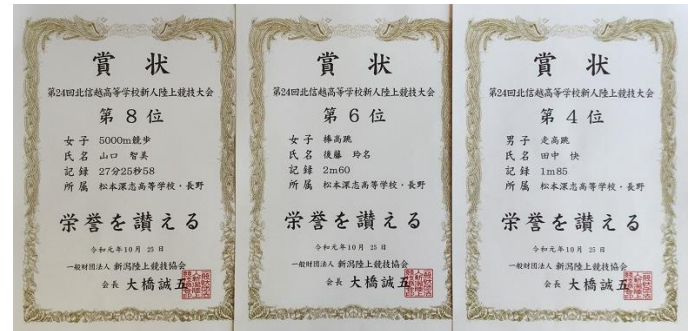 賞状
第24回北信越高等学校新人陸上競技大会
第8位
女子 5000m競歩
氏名 山口 智美
記録 27分25秒58
所属 松本深志高等学校・長野
栄誉を讃える
令和元年10月 25 日
一般財団法人 新潟陸上競技協会
会長 大橋誠五
賞状
第24回北信越高等学校新人陸上競技大会
第6位
女子 棒高跳
氏名 後藤 玲名
記録 2m60
所属 松本深志高等学校・長野
栄誉を讃える
令和元年10月 25 日
一般財団法人 新潟陸上競技協会
会長 大橋誠五
賞状
第24回北信越高等学校新人陸上競技大会
第4位
男子 走高跳
氏名 田中 快
記録 1m85
所属 松本深志高等学校・長野
栄誉を讃える
令和元年10月 25 日
一般財団法人 新潟陸上競技協会
会長 大橋誠五